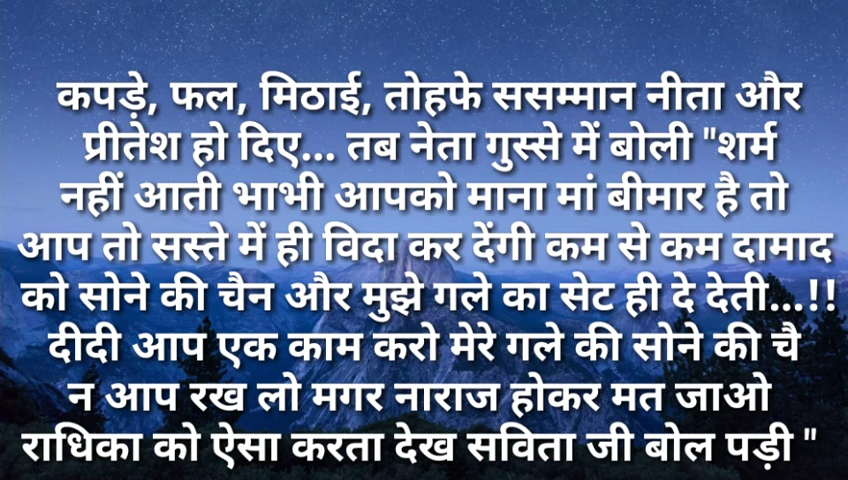 कपड़े, फल, मिठाई, तोहफे ससम्मान नीता और
प्रीतेश हो दिए... तब नेता गुस्से में बोली "शर्म
नहीं आती भाभी आपको माना मां बीमार है तो
आप तो सस्ते में ही विदा कर देंगी कम से कम दामाद
को सोने की चैन और मुझे गले का सेट ही दे देती...!!
दीदी आप एक काम करो मेरे गले की सोने की चै
न आप रख लो मगर नाराज होकर मत जाओ
राधिका को ऐसा करता देख सविता जी बोल पड़ी "